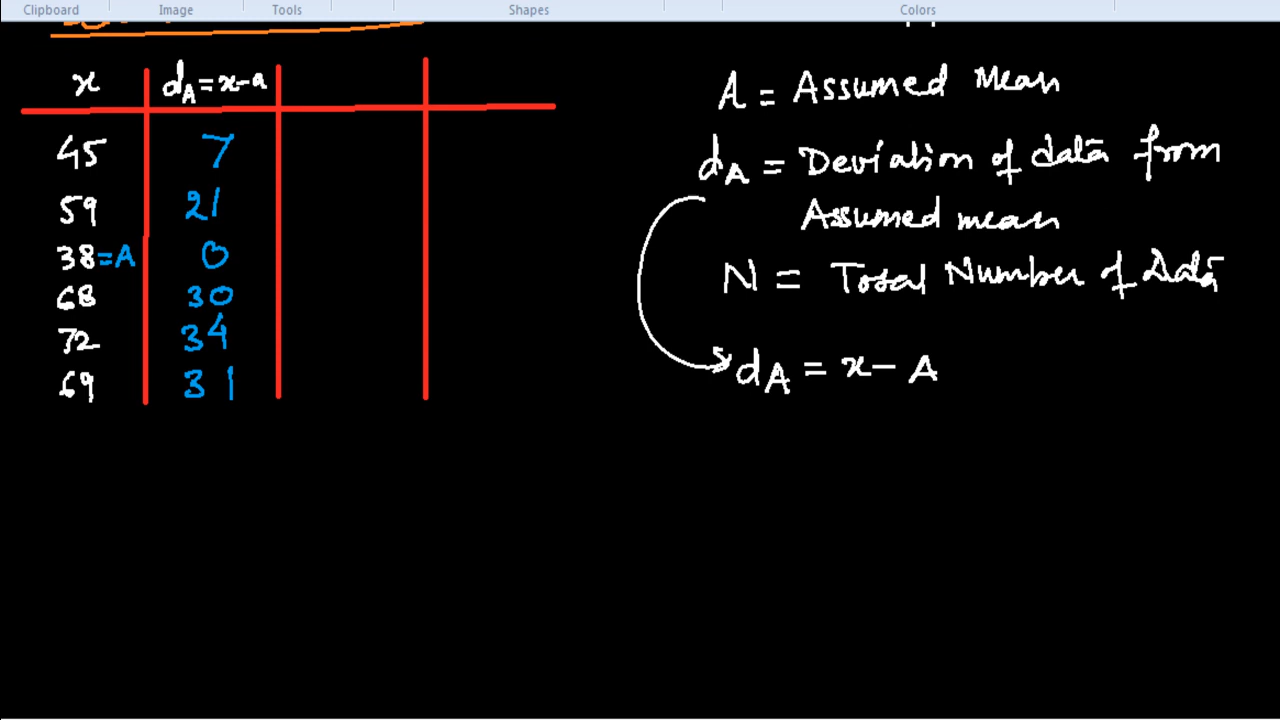 Clipboard Image Tools Shapes Colors
x dA=x-a
45 7
59 21
38=A 0
68 30
72 34
69 31
A = Assumed Mean
dA = Deviation of data from
Assumed mean
N = Total Number of Data
dA = x - A